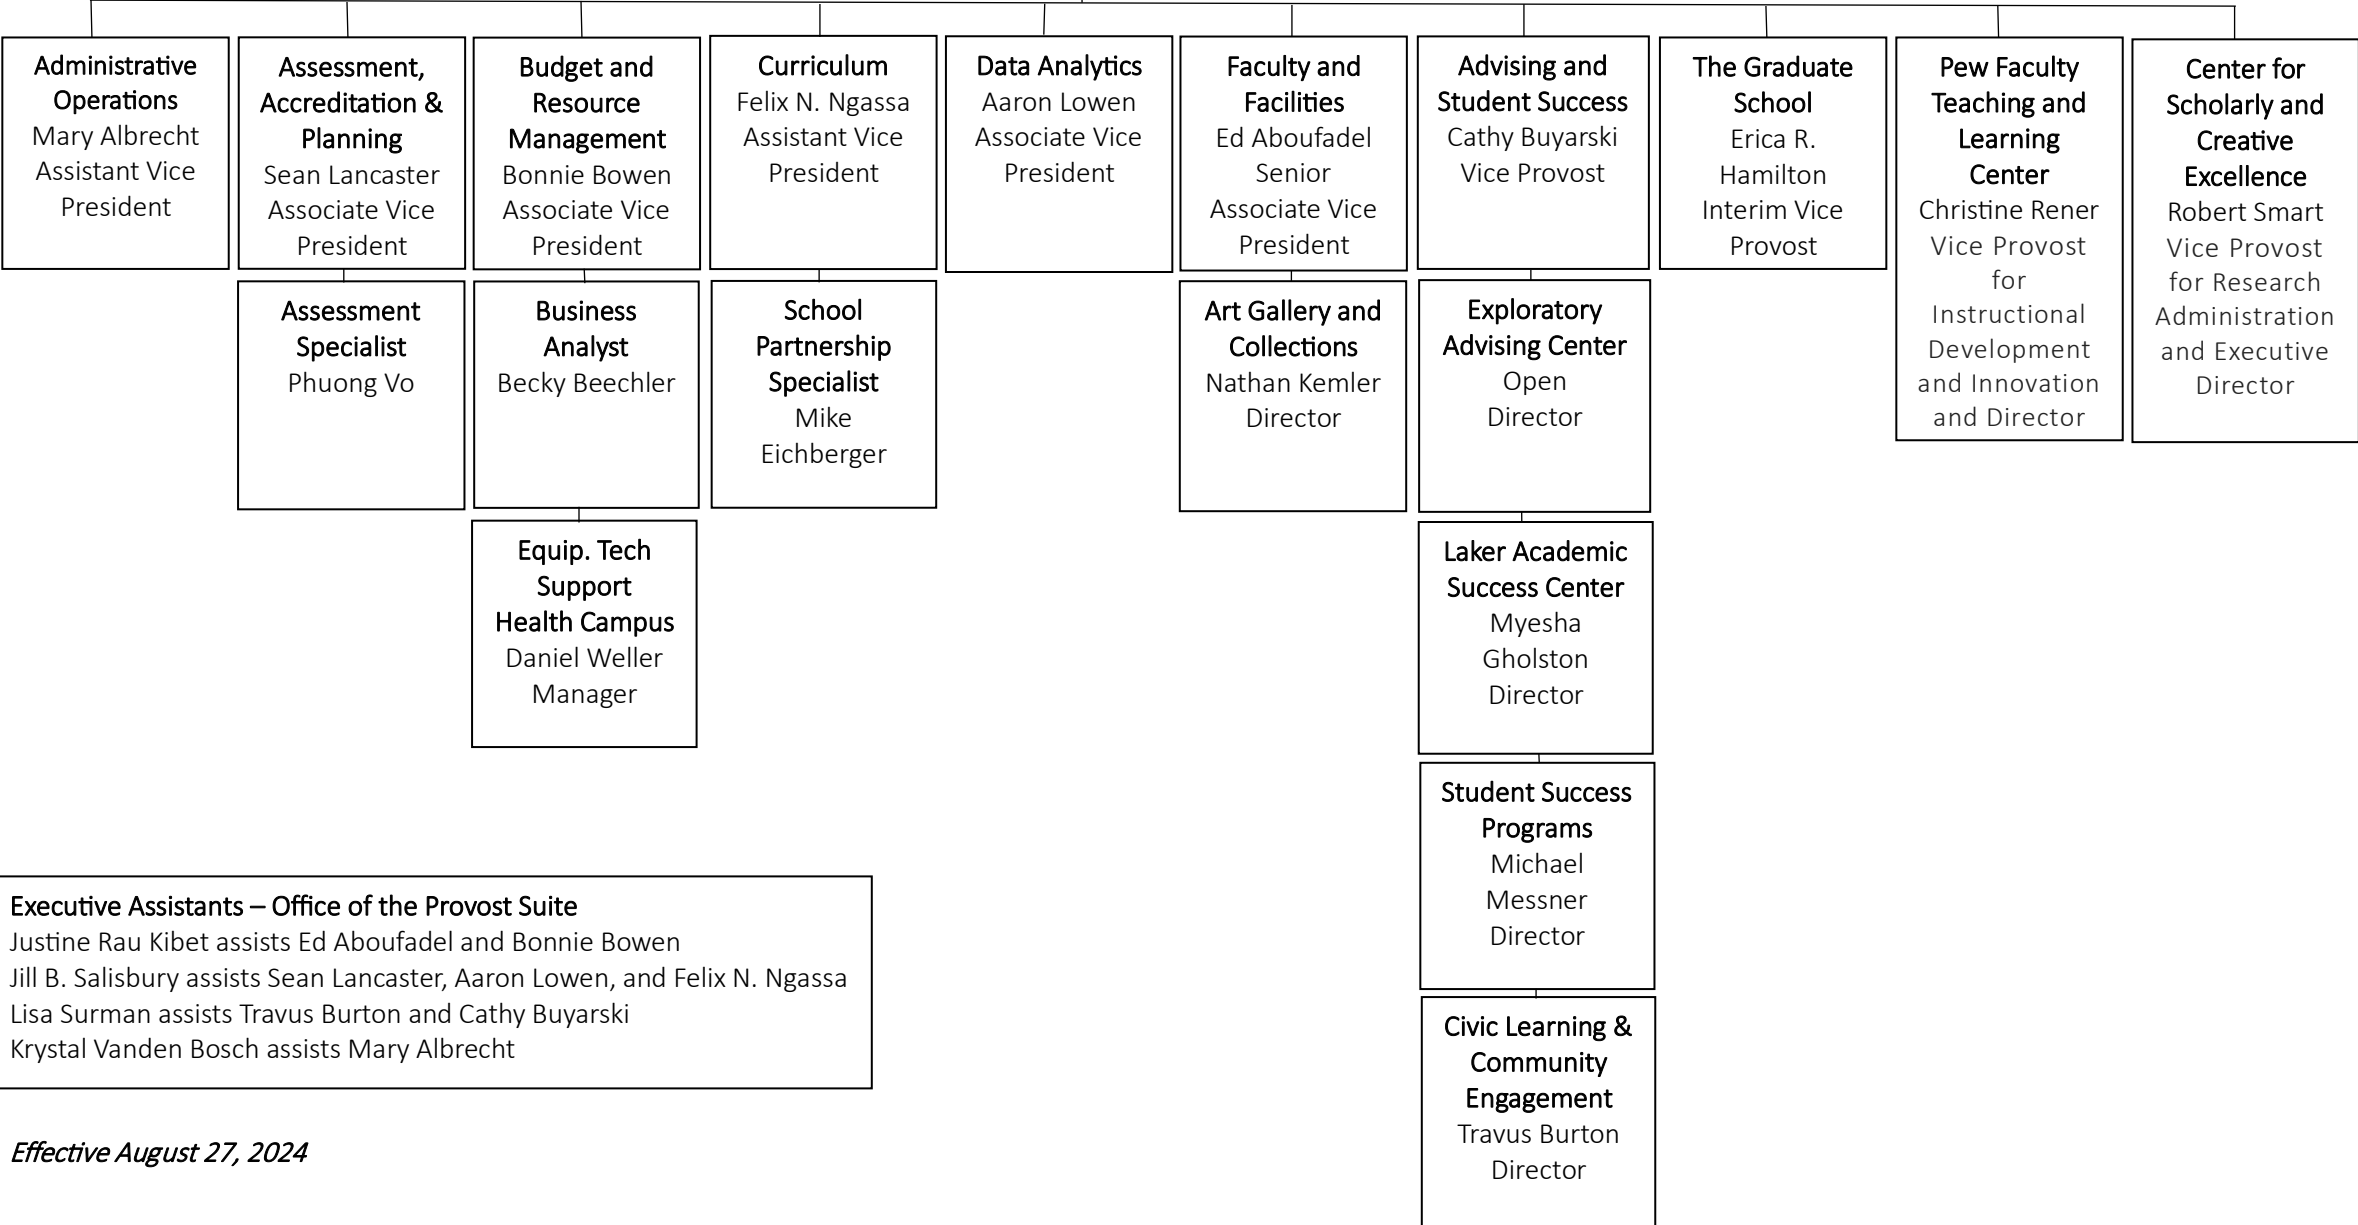 Administrative
Operations
Mary Albrecht
Assistant Vice
President
Assessment,
Accreditation &
Planning
Sean Lancaster
Associate Vice
President
Budget and
Resource
Management
Bonnie Bowen
Associate Vice
President
Curriculum
Felix N. Ngassa
Assistant Vice
President
Data Analytics
Aaron Lowen
Associate Vice
President
Faculty and
Facilities
Ed Aboufadel
Senior
Associate Vice
President
Advising and
Student Success
Cathy Buyarski
Vice Provost
The Graduate
School
Erica R.
Hamilton
Interim Vice
Provost
Pew Faculty
Teaching and
Learning
Center
Christine Rener
Vice Provost
for
Instructional
Development
and Innovation
and Director
Center for
Scholarly and
Creative
Excellence
Robert Smart
Vice Provost
for Research
Administration
and Executive
Director
Assessment
Specialist
Phuong Vo
Business
Analyst
Becky Beechler
School
Partnership
Specialist
Mike
Eichberger
Art Gallery and
Collections
Nathan Kemler
Director
Exploratory
Advising Center
Open
Director
Equip. Tech
Support
Health Campus
Daniel Weller
Manager
Laker Academic
Success Center
Myesha
Gholston
Director
Student Success
Programs
Michael
Messner
Director
Civic Learning &
Community
Engagement
Travus Burton
Director
Executive Assistants – Office of the Provost Suite
Justine Rau Kibet assists Ed Aboufadel and Bonnie Bowen
Jill B. Salisbury assists Sean Lancaster, Aaron Lowen, and Felix N. Ngassa
Lisa Surman assists Travus Burton and Cathy Buyarski
Krystal Vanden Bosch assists Mary Albrecht
Effective August 27, 2024